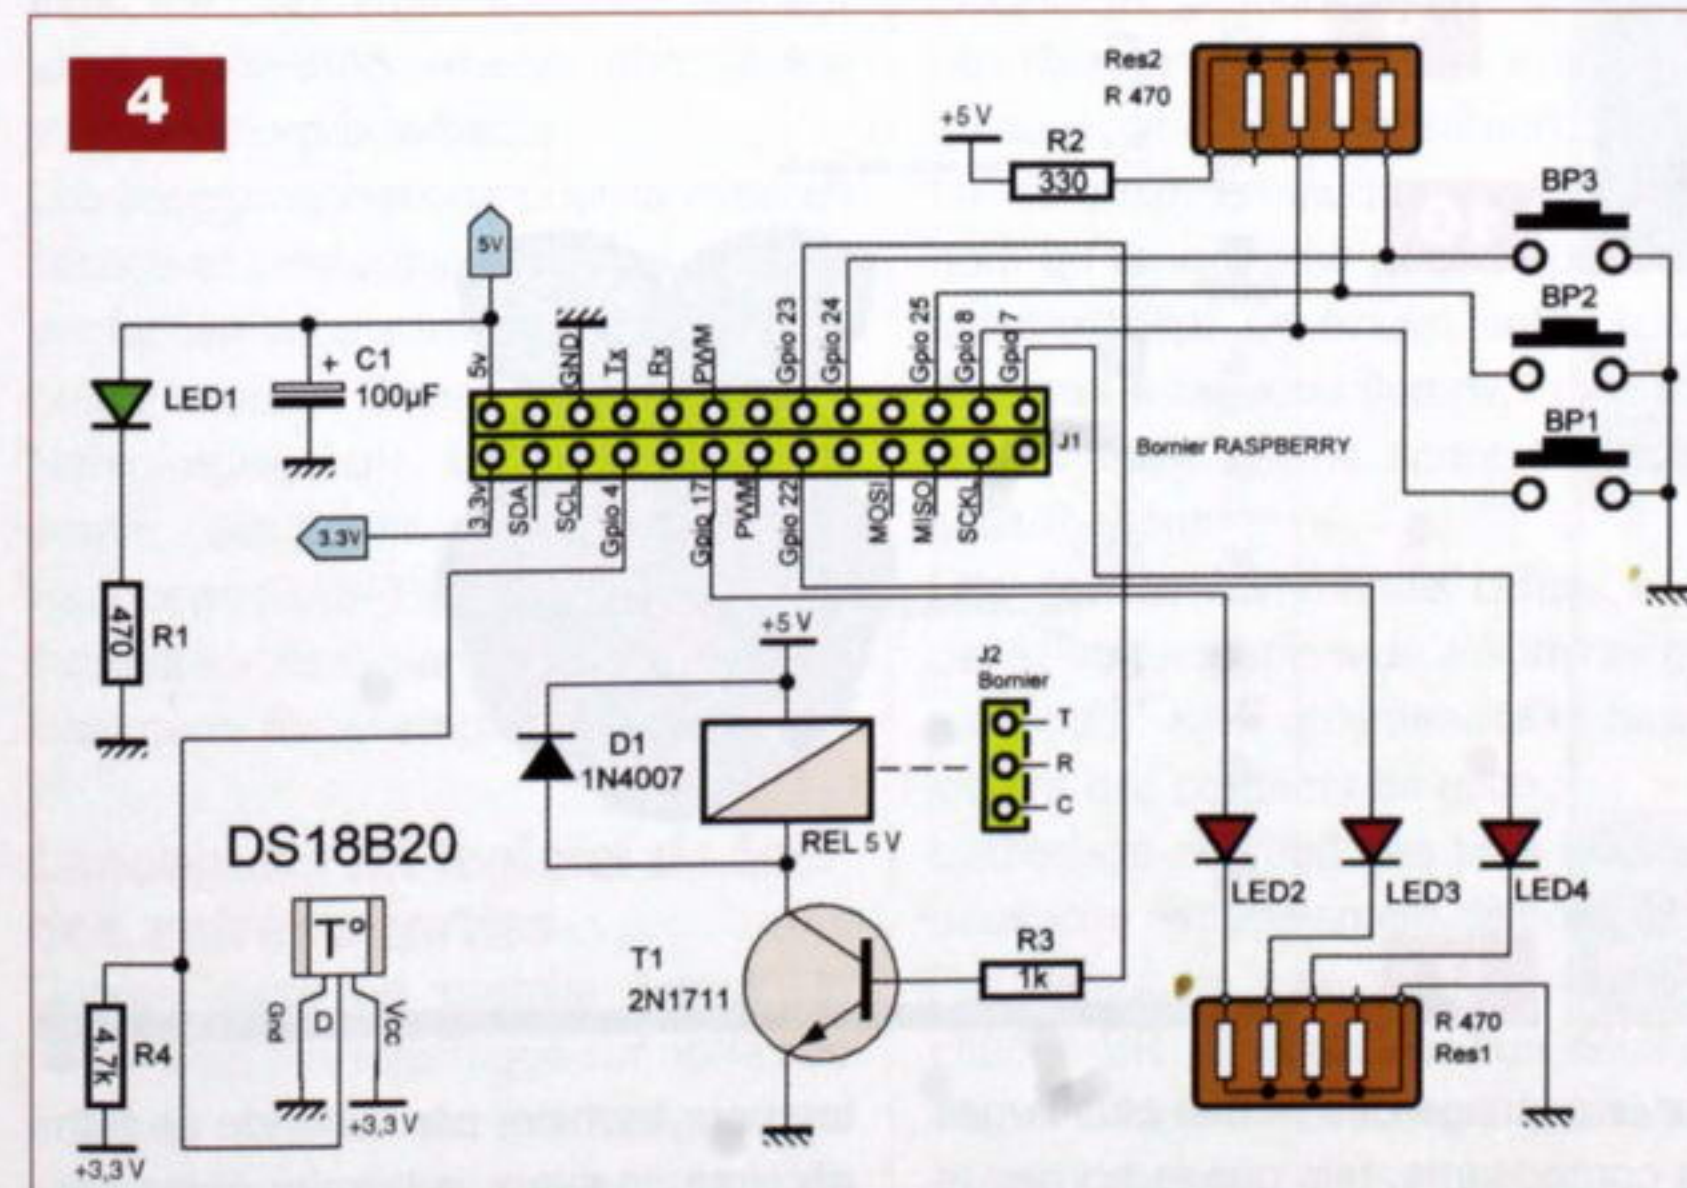 4
Res2
R 470
+5 V
R2
330
BP3
5V
BP2
BP1
5v
GND
Tx
Rx
PWM
Gpio 23
Gpio 24
Gpio 25
Gpio 8
Gpio 7
+ C1
100µF
LED1
J1
Bornier RASPBERRY
3.3v
SDA
SCL
Gpio 4
Gpio 17
PWM
Gpio 22
MOSI
MISO
SCKL
3.3V
470
R1
+5 V
J2
Bornier
T
R
C
D1
1N4007
REL 5 V
DS18B20
T°
Gnd
D
Vcc
+3,3 V
4,7k
R4
+3,3 V
T1
2N1711
R3
1k
LED2
LED3
LED4
R 470
Res1